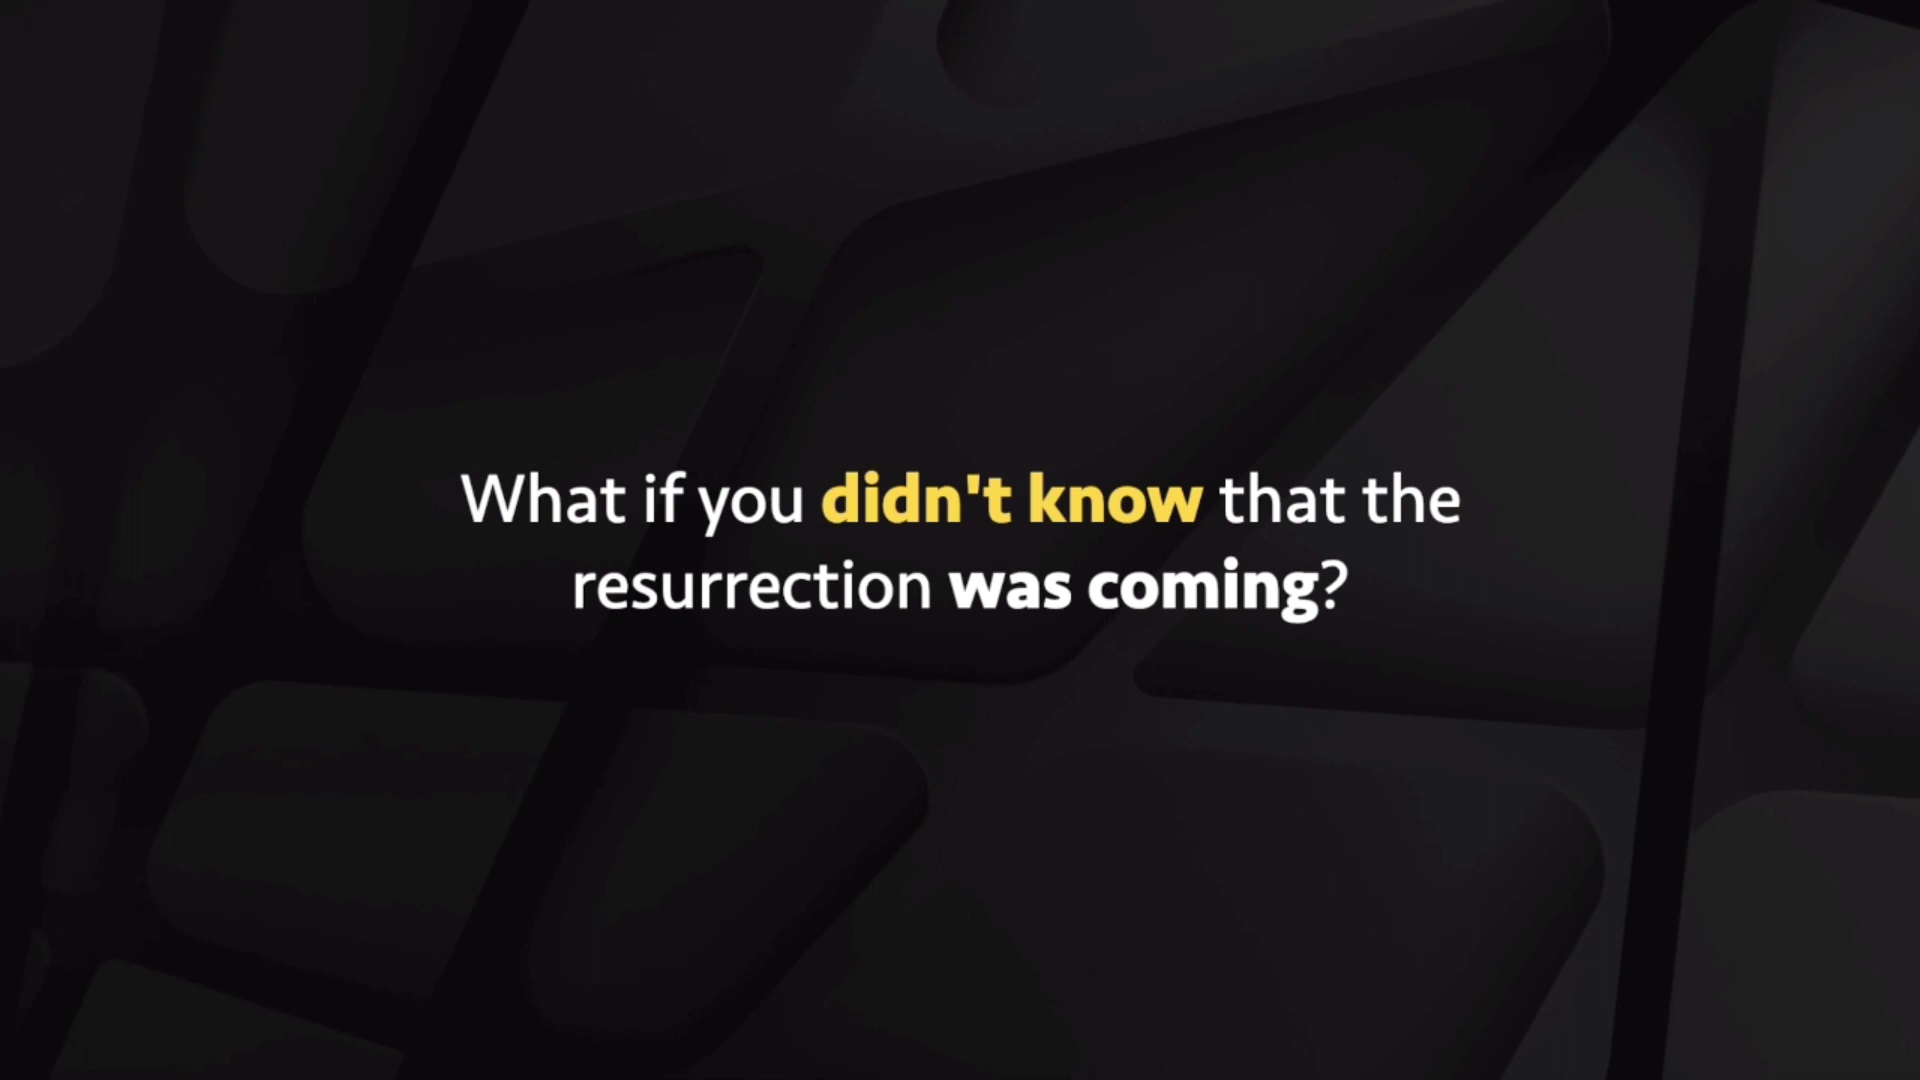 What if you didn't know that the
resurrection was coming?